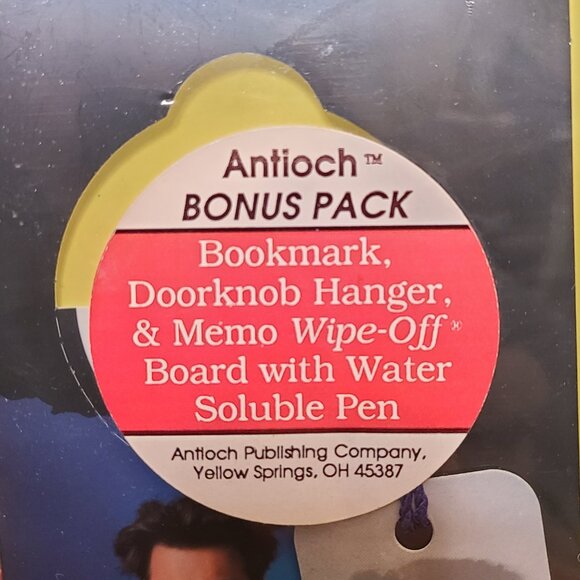 Antioch™
BONUS PACK
Bookmark,
Doorknob Hanger,
& Memo Wipe-Off®
Board with Water
Soluble Pen
Antioch Publishing Company,
Yellow Springs, OH 45387